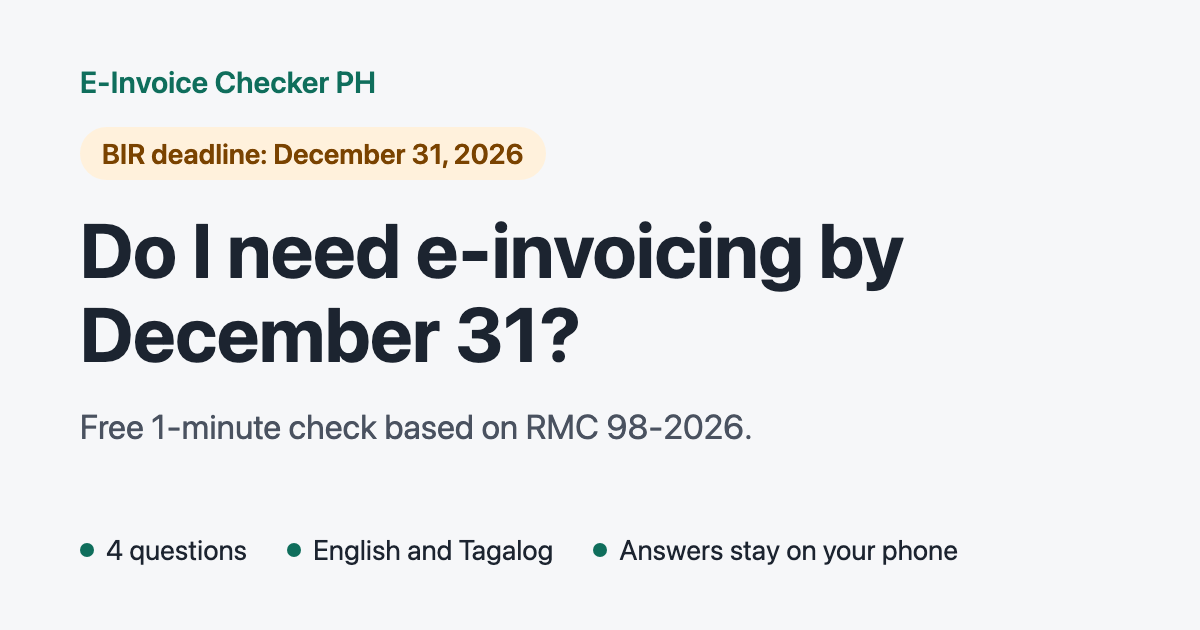 E-Invoice Checker PH
BIR deadline: December 31, 2026
Do I need e-invoicing by
December 31?
Free 1-minute check based on RMC 98-2026.
4 questions
English and Tagalog
Answers stay on your phone